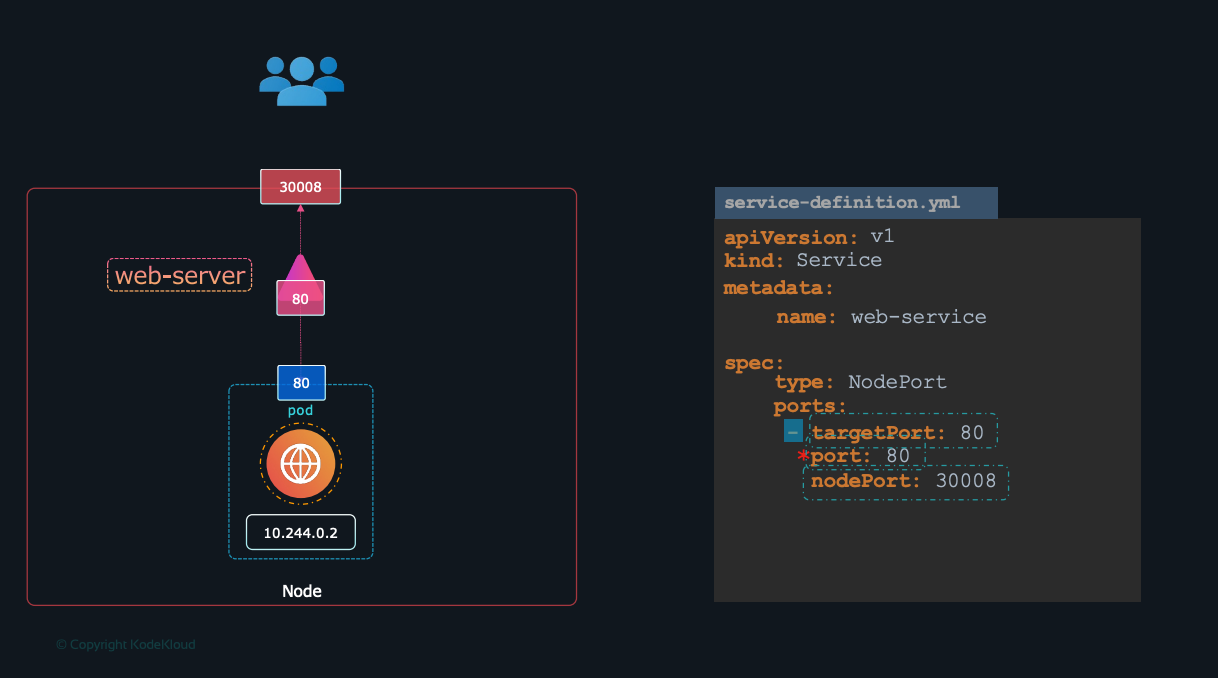 30008
web-server
80
80
pod
10.244.0.2
Node
© Copyright KodeKloud
service-definition.yml
apiVersion: v1
kind: Service
metadata:
name: web-service
spec:
type: NodePort
ports:
- targetPort: 80
*port: 80
nodePort: 30008